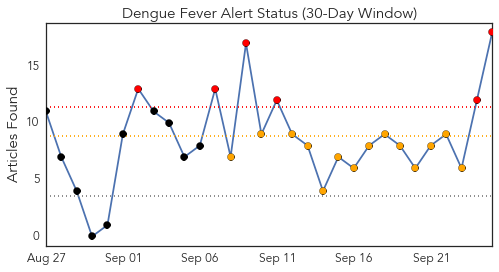 Dengue Fever Alert Status (30-Day Window)
Articles Found
15
10
5
0
Aug 27 Sep 01 Sep 06 Sep 11 Sep 16 Sep 21